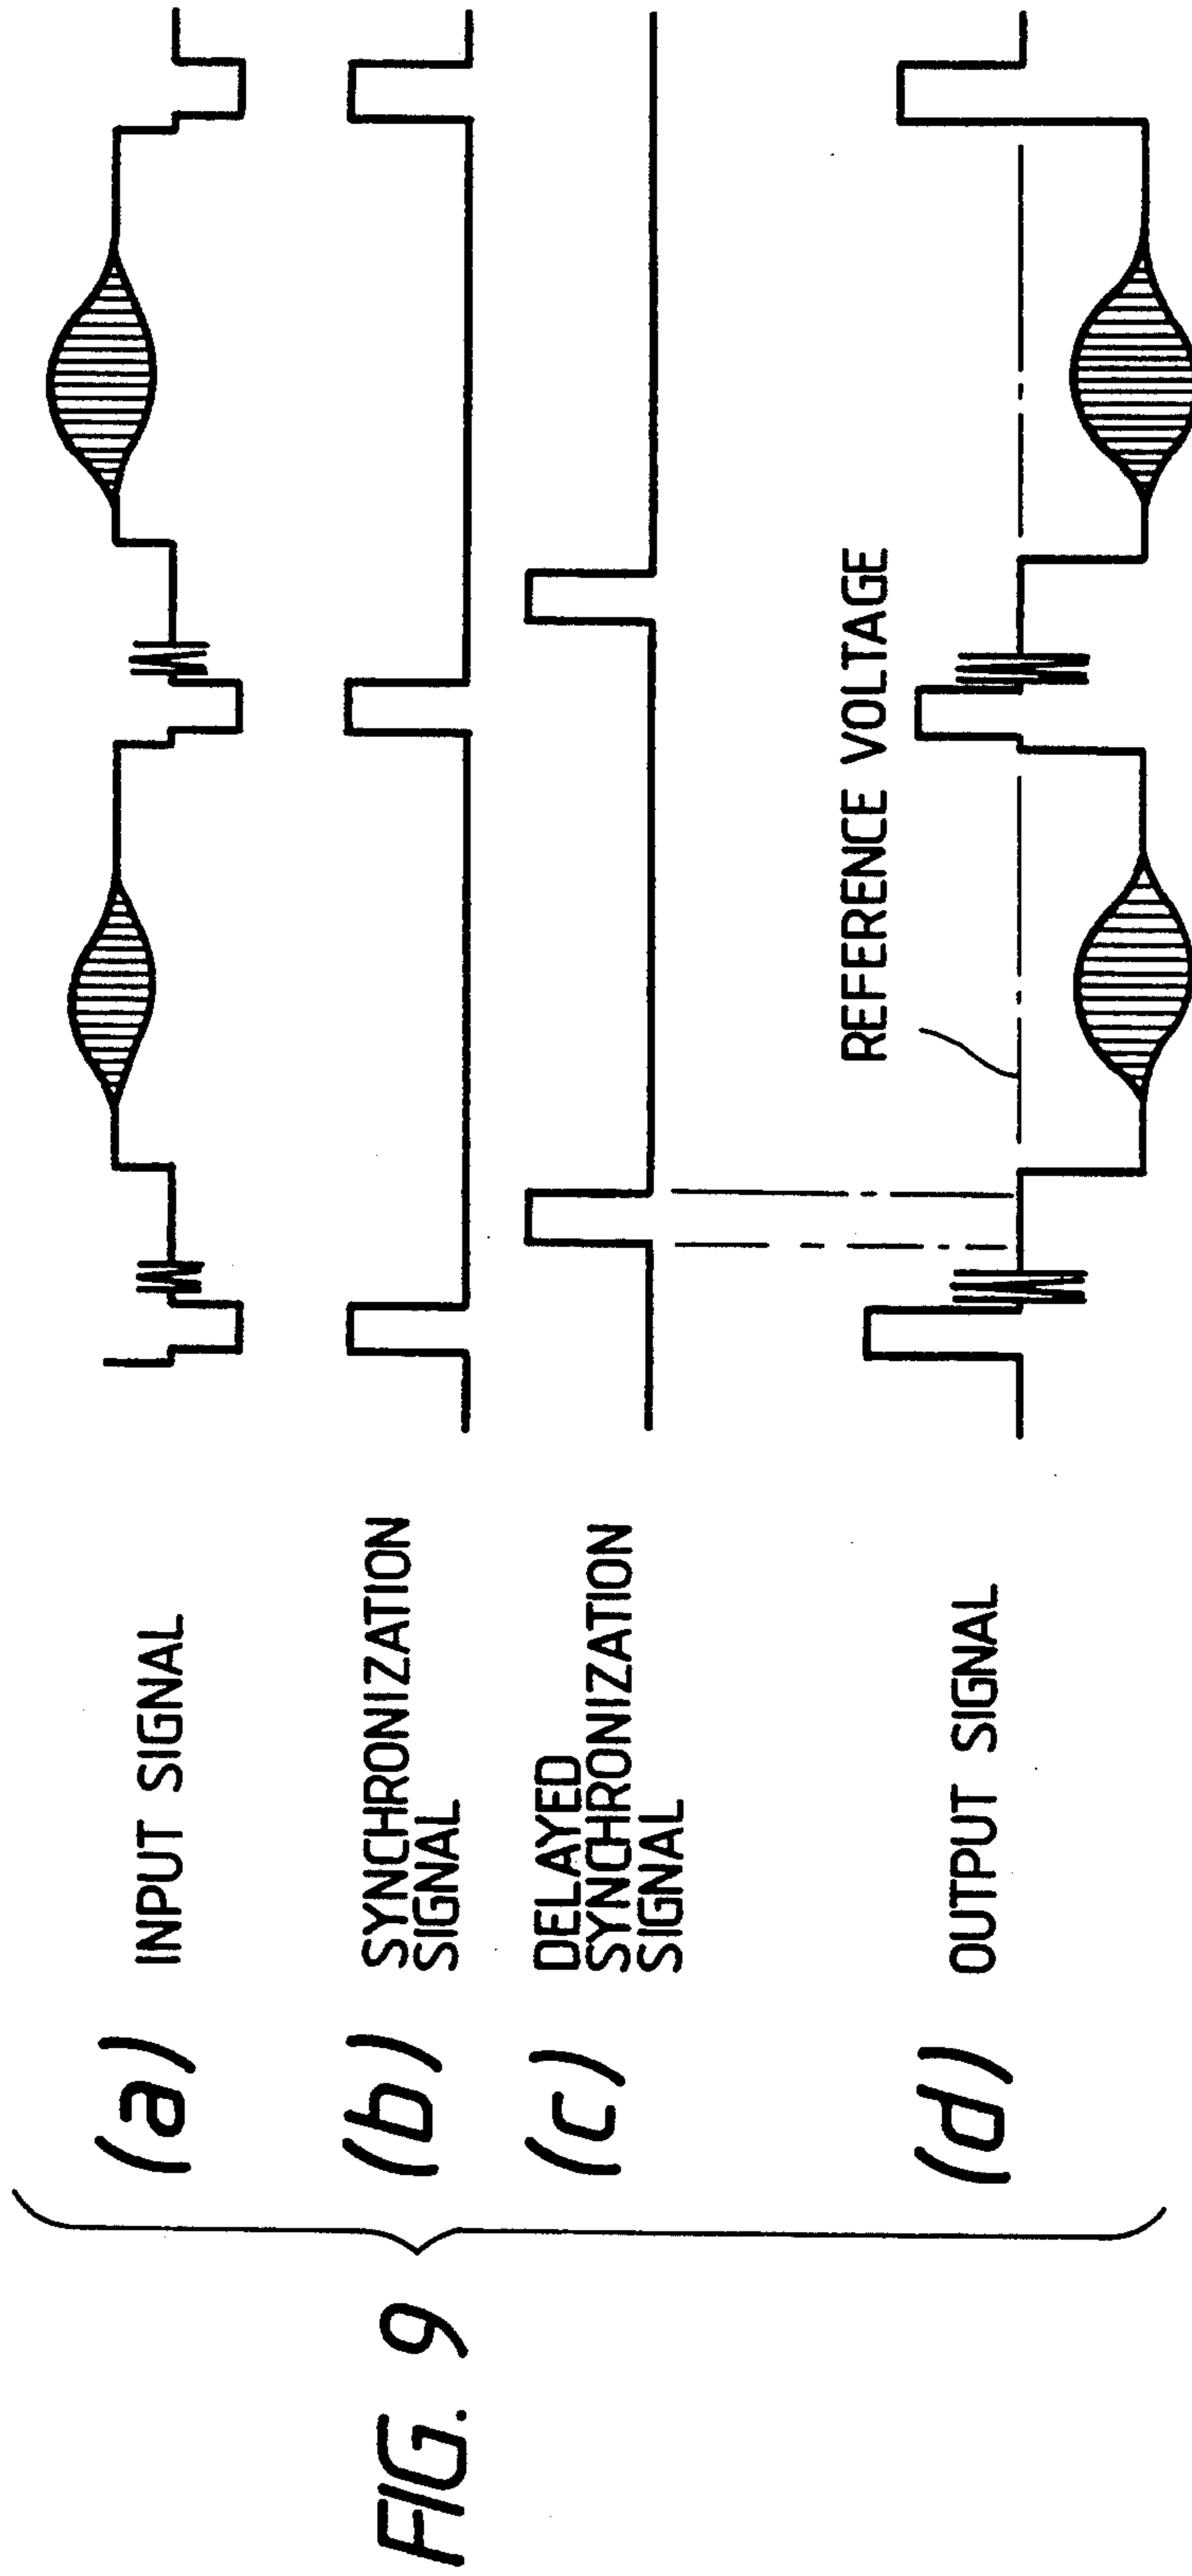 FIG. 9
(a) INPUT SIGNAL
(b) SYNCHRONIZATION
SIGNAL
(c) DELAYED
SYNCHRONIZATION
SIGNAL
REFERENCE VOLTAGE
(d) OUTPUT SIGNAL